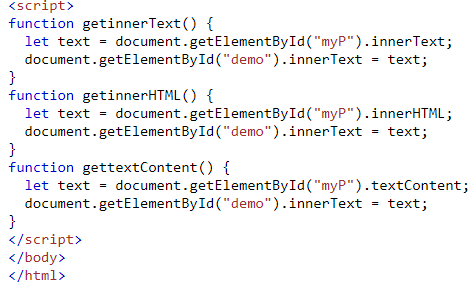 <script>
function getinnerText() {
  let text = document.getElementById("myP").innerText;
  document.getElementById("demo").innerText = text;
}
function getinnerHTML() {
  let text = document.getElementById("myP").innerHTML;
  document.getElementById("demo").innerText = text;
}
function gettextContent() {
  let text = document.getElementById("myP").textContent;
  document.getElementById("demo").innerText = text;
}
</script>
</body>
</html>